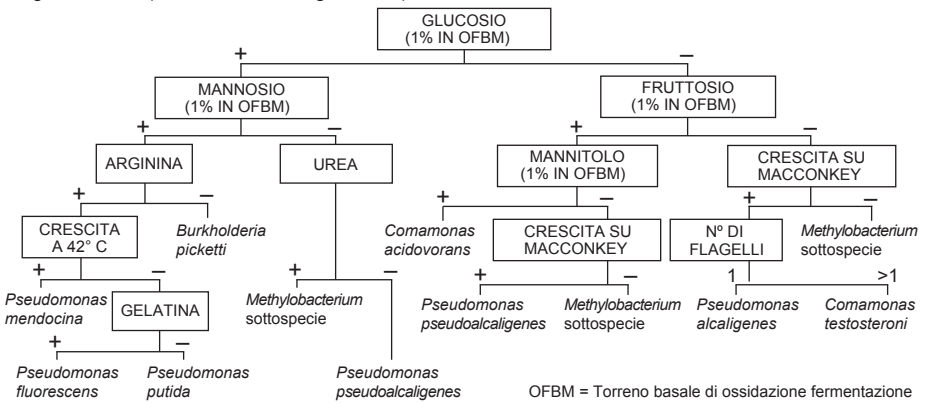 GLUCOSIO
(1% IN OFBM)
+
–
MANNOSIO
(1% IN OFBM)
FRUTTOSIO
(1% IN OFBM)
+
–
+
–
ARGININA
UREA
MANNITOLO
(1% IN OFBM)
CRESCITA SU
MACCONKEY
+
–
+
–
+
–
CRESCITA
A 42° C
Burkholderia
picketti
Comamonas
acidovorans
CRESCITA SU
MACCONKEY
Nº DI
FLAGELLI
Methylobacterium
sottospecie
+
–
+
–
+
–
1
>1
Pseudomonas
mendocina
GELATINA
Methylobacterium
sottospecie
Pseudomonas
pseudoalcaligenes
Methylobacterium
sottospecie
Pseudomonas
alcaligenes
Comamonas
testosteroni
+
–
Pseudomonas
fluorescens
Pseudomonas
putida
Pseudomonas
pseudoalcaligenes
OFBM = Torreno basale di ossidazione fermentazione